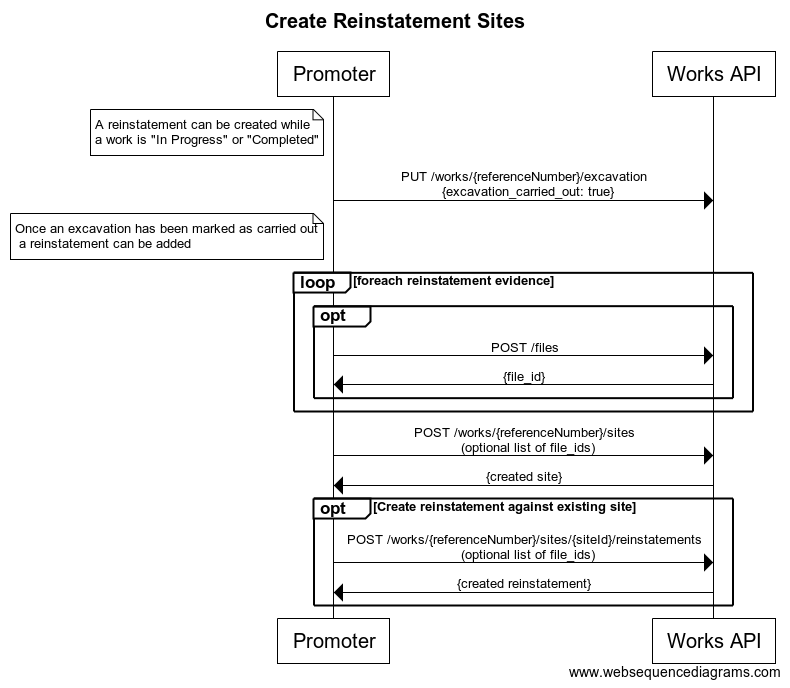 Create Reinstatement Sites
Promoter
Works API
A reinstatement can be created while
a work is "In Progress" or "Completed"
PUT /works/{referenceNumber}/excavation
{excavation_carried_out: true}
Once an excavation has been marked as carried out
a reinstatement can be added
loop
[foreach reinstatement evidence]
opt
POST /files
{file_id}
POST /works/{referenceNumber}/sites
(optional list of file_ids)
{created site}
opt
[Create reinstatement against existing site]
POST /works/{referenceNumber}/sites/{siteId}/reinstatements
(optional list of file_ids)
{created reinstatement}
Promoter
Works API
www.websequencediagrams.com